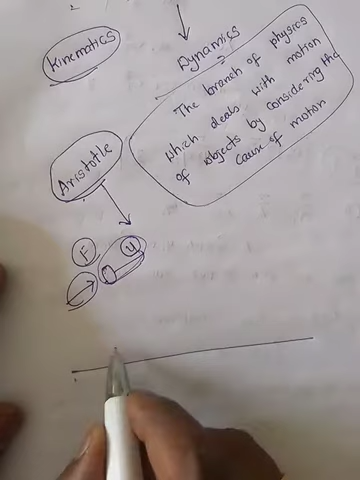 Kinematics
Dynamics
The branch of physics
which deals with motion
of objects by considering the
cause of motion
Aristotle
F